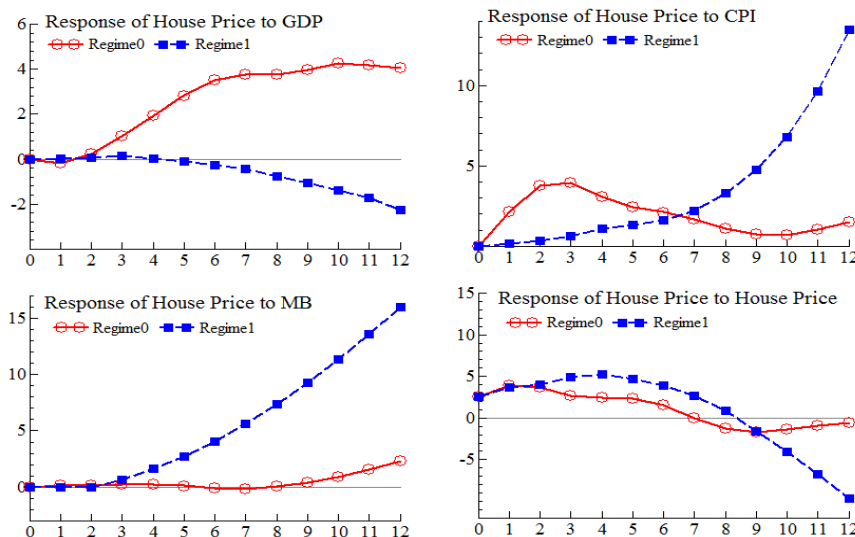 Response of House Price to GDP
Regime0 Regime1
6
4
2
0
-2
0 1 2 3 4 5 6 7 8 9 10 11 12
Response of House Price to CPI
Regime0 Regime1
10
5
0
0 1 2 3 4 5 6 7 8 9 10 11 12
Response of House Price to MB
Regime0 Regime1
15
10
5
0
0 1 2 3 4 5 6 7 8 9 10 11 12
Response of House Price to House Price
Regime0 Regime1
15
10
5
0
-5
0 1 2 3 4 5 6 7 8 9 10 11 12